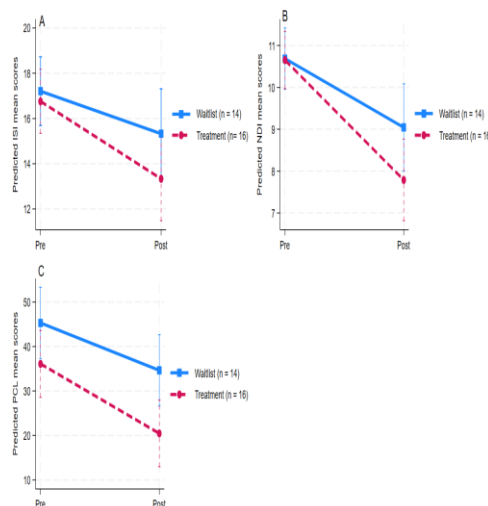 A
Predicted ISI mean scores
20
18
16
14
12
Pre
Post
Waitlist (n = 14)
Treatment (n= 16)
B
Predicted NDI mean scores
11
10
9
8
7
Pre
Post
Waitlist (n = 14)
Treatment (n = 16
C
Predicted PCL mean scores
50
40
30
20
10
Pre
Post
Waitlist (n = 14)
Treatment (n = 16)